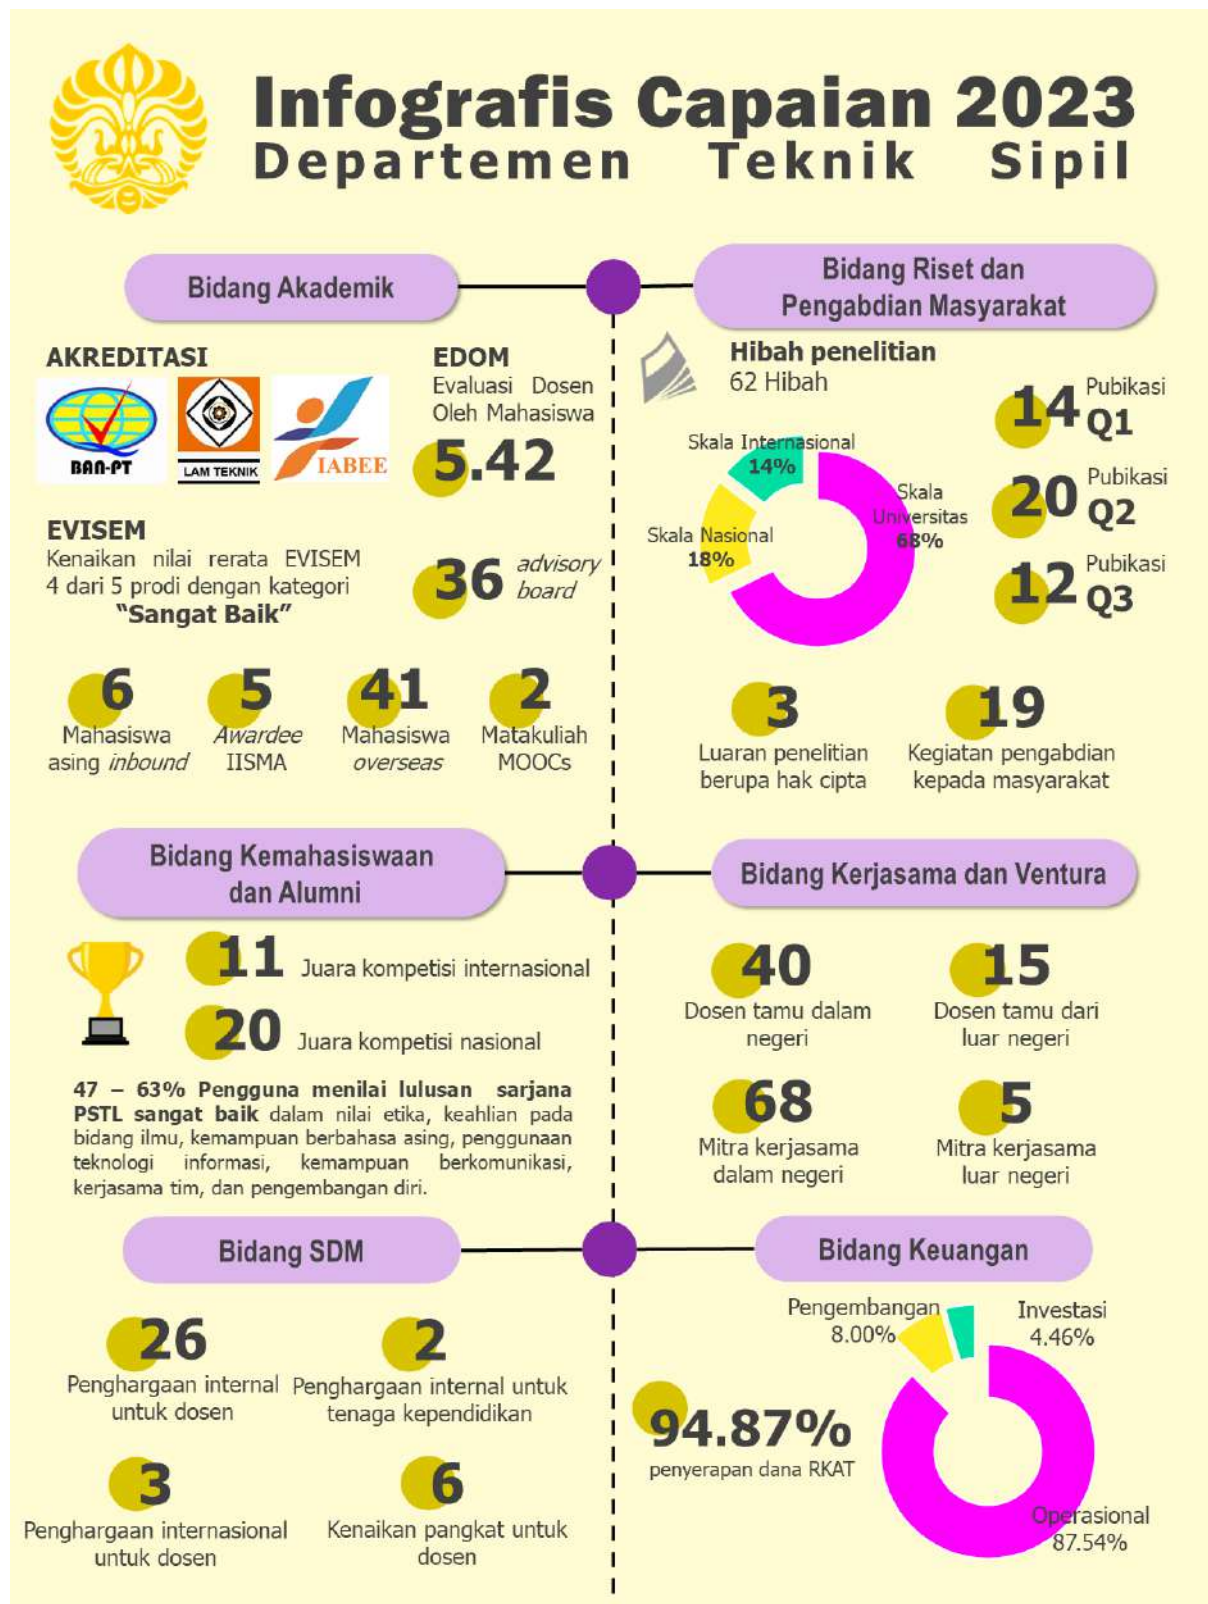 Infografis Capaian 2023
Departemen Teknik Sipil
Bidang Akademik
AKREDITASI
BAN-PT
LAM TEKNIK
IABEE
EDOM
Evaluasi Dosen
Oleh Mahasiswa
5.42
EVISEM
Kenaikan nilai rerata EVISEM
4 dari 5 prodi dengan kategori
“Sangat Baik”
36 advisory
board
6
Mahasiswa
asing inbound
5
Awardee
IISMA
41
Mahasiswa
overseas
2
Matakuliah
MOOCs
Bidang Riset dan
Pengabdian Masyarakat
Hibah penelitian
62 Hibah
Skala Internasional
14%
Skala Nasional
18%
Skala
Universitas
68%
14 Pubikasi
Q1
20 Pubikasi
Q2
12 Pubikasi
Q3
3
Luaran penelitian
berupa hak cipta
19
Kegiatan pengabdian
kepada masyarakat
Bidang Kemahasiswaan
dan Alumni
11 Juara kompetisi internasional
20 Juara kompetisi nasional
47 – 63% Pengguna menilai lulusan sarjana
PSTL sangat baik dalam nilai etika, keahlian pada
bidang ilmu, kemampuan berbahasa asing, penggunaan
teknologi informasi, kemampuan berkomunikasi,
kerjasama tim, dan pengembangan diri.
Bidang Kerjasama dan Ventura
40
Dosen tamu dalam
negeri
15
Dosen tamu dari
luar negeri
68
Mitra kerjasama
dalam negeri
5
Mitra kerjasama
luar negeri
Bidang SDM
26
Penghargaan internal
untuk dosen
2
Penghargaan internal untuk
tenaga kependidikan
3
Penghargaan internasional
untuk dosen
6
Kenaikan pangkat untuk
dosen
Bidang Keuangan
Pengembangan
8.00%
Investasi
4.46%
94.87%
penyerapan dana RKAT
Operasional
87.54%